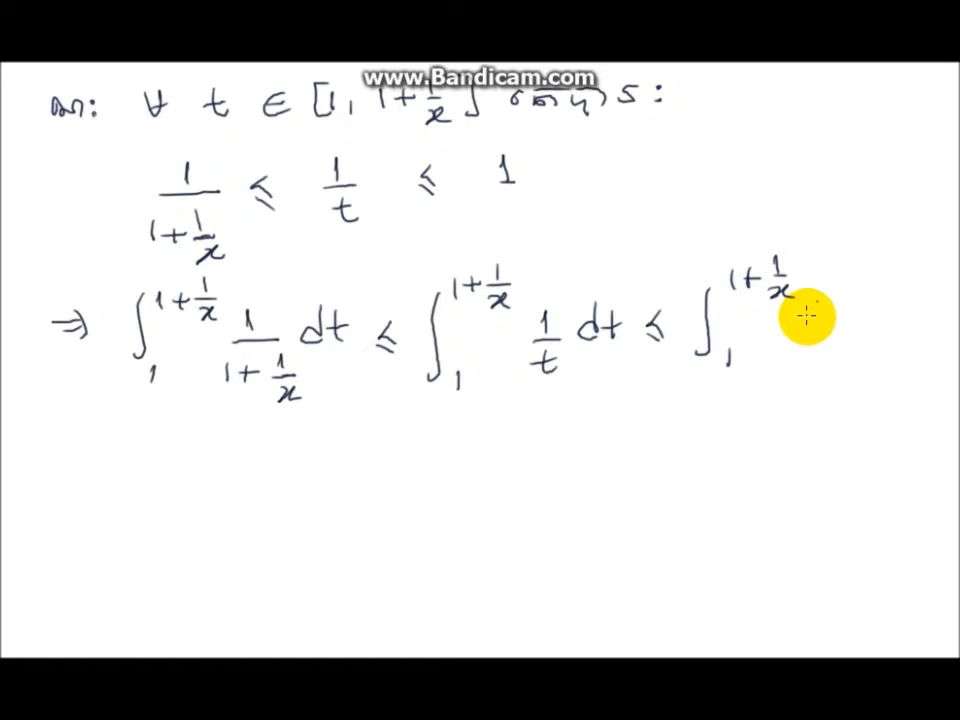 www.Bandicam.com
∀ t ∈ [1, 1+1/x] :
1/(1+1/x) ≤ 1/t ≤ 1
⇒ ∫₁^(1+1/x) 1/(1+1/x) dt ≤ ∫₁^(1+1/x) 1/t dt ≤ ∫₁^(1+1/x)